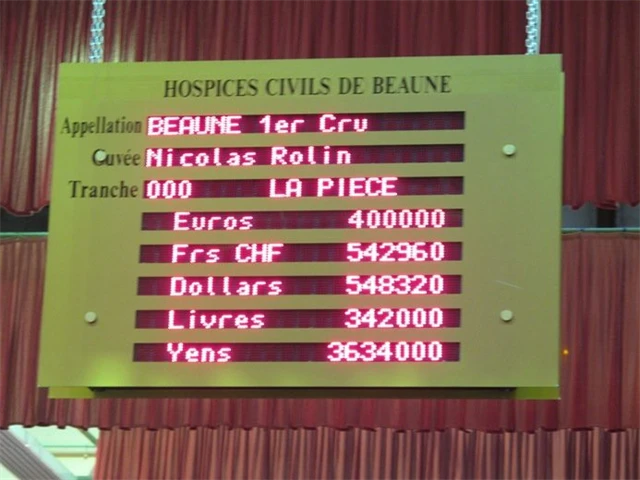 HOSPICES CIVILS DE BEAUNE
Appellation BEAUNE 1er Cru
Cuvée Nicolas Rolin
Tranche 000 LA PIECE
Euros 400000
Frs CHF 542960
Dollars 548320
Livres 342000
Yens 3634000